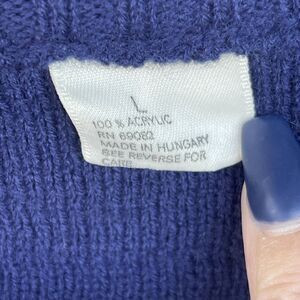 L
100 % ACRYLIC
RN 69082
MADE IN HUNGARY
SEE REVERSE FOR
CARE